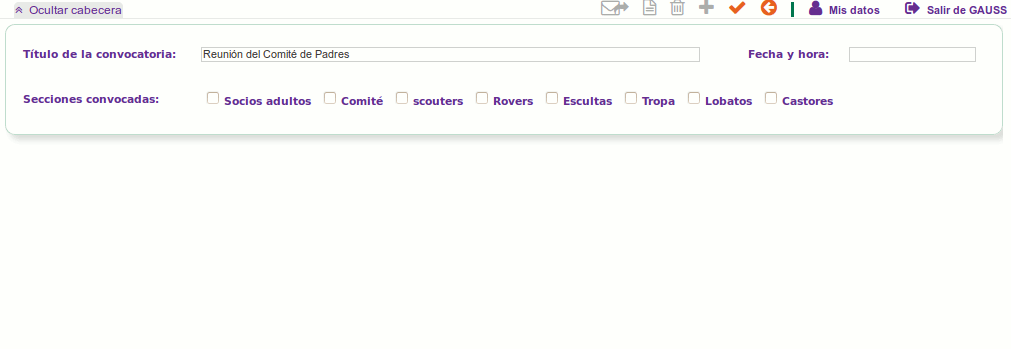 Ocultar cabecera Mis datos Salir de GAUSS
Título de la convocatoria: Reunión del Comité de Padres Fecha y hora:
Secciones convocadas: Socios adultos Comité scouters Rovers Escultas Tropa Lobatos Castores